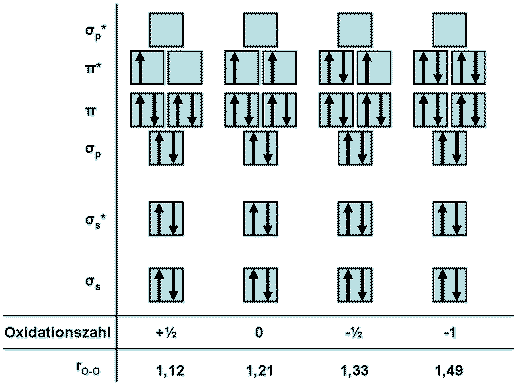 σp*
π*
π
σp
σs*
σs
Oxidationszahl +½ 0 -½ -1
rO-O 1,12 1,21 1,33 1,49